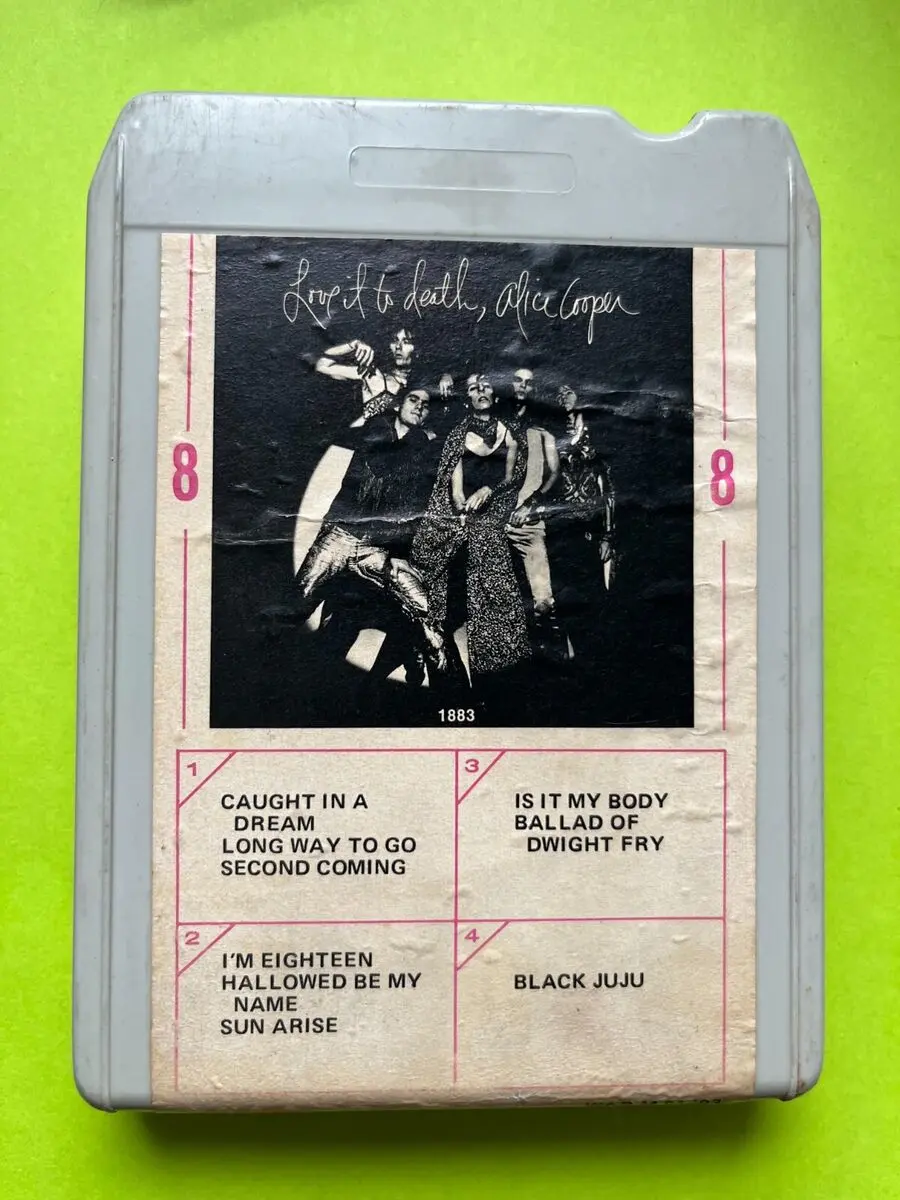 Love it to death, Alice Cooper
8 8
1883
1
CAUGHT IN A
DREAM
LONG WAY TO GO
SECOND COMING
2
I'M EIGHTEEN
HALLOWED BE MY
NAME
SUN ARISE
3
IS IT MY BODY
BALLAD OF
DWIGHT FRY
4
BLACK JUJU